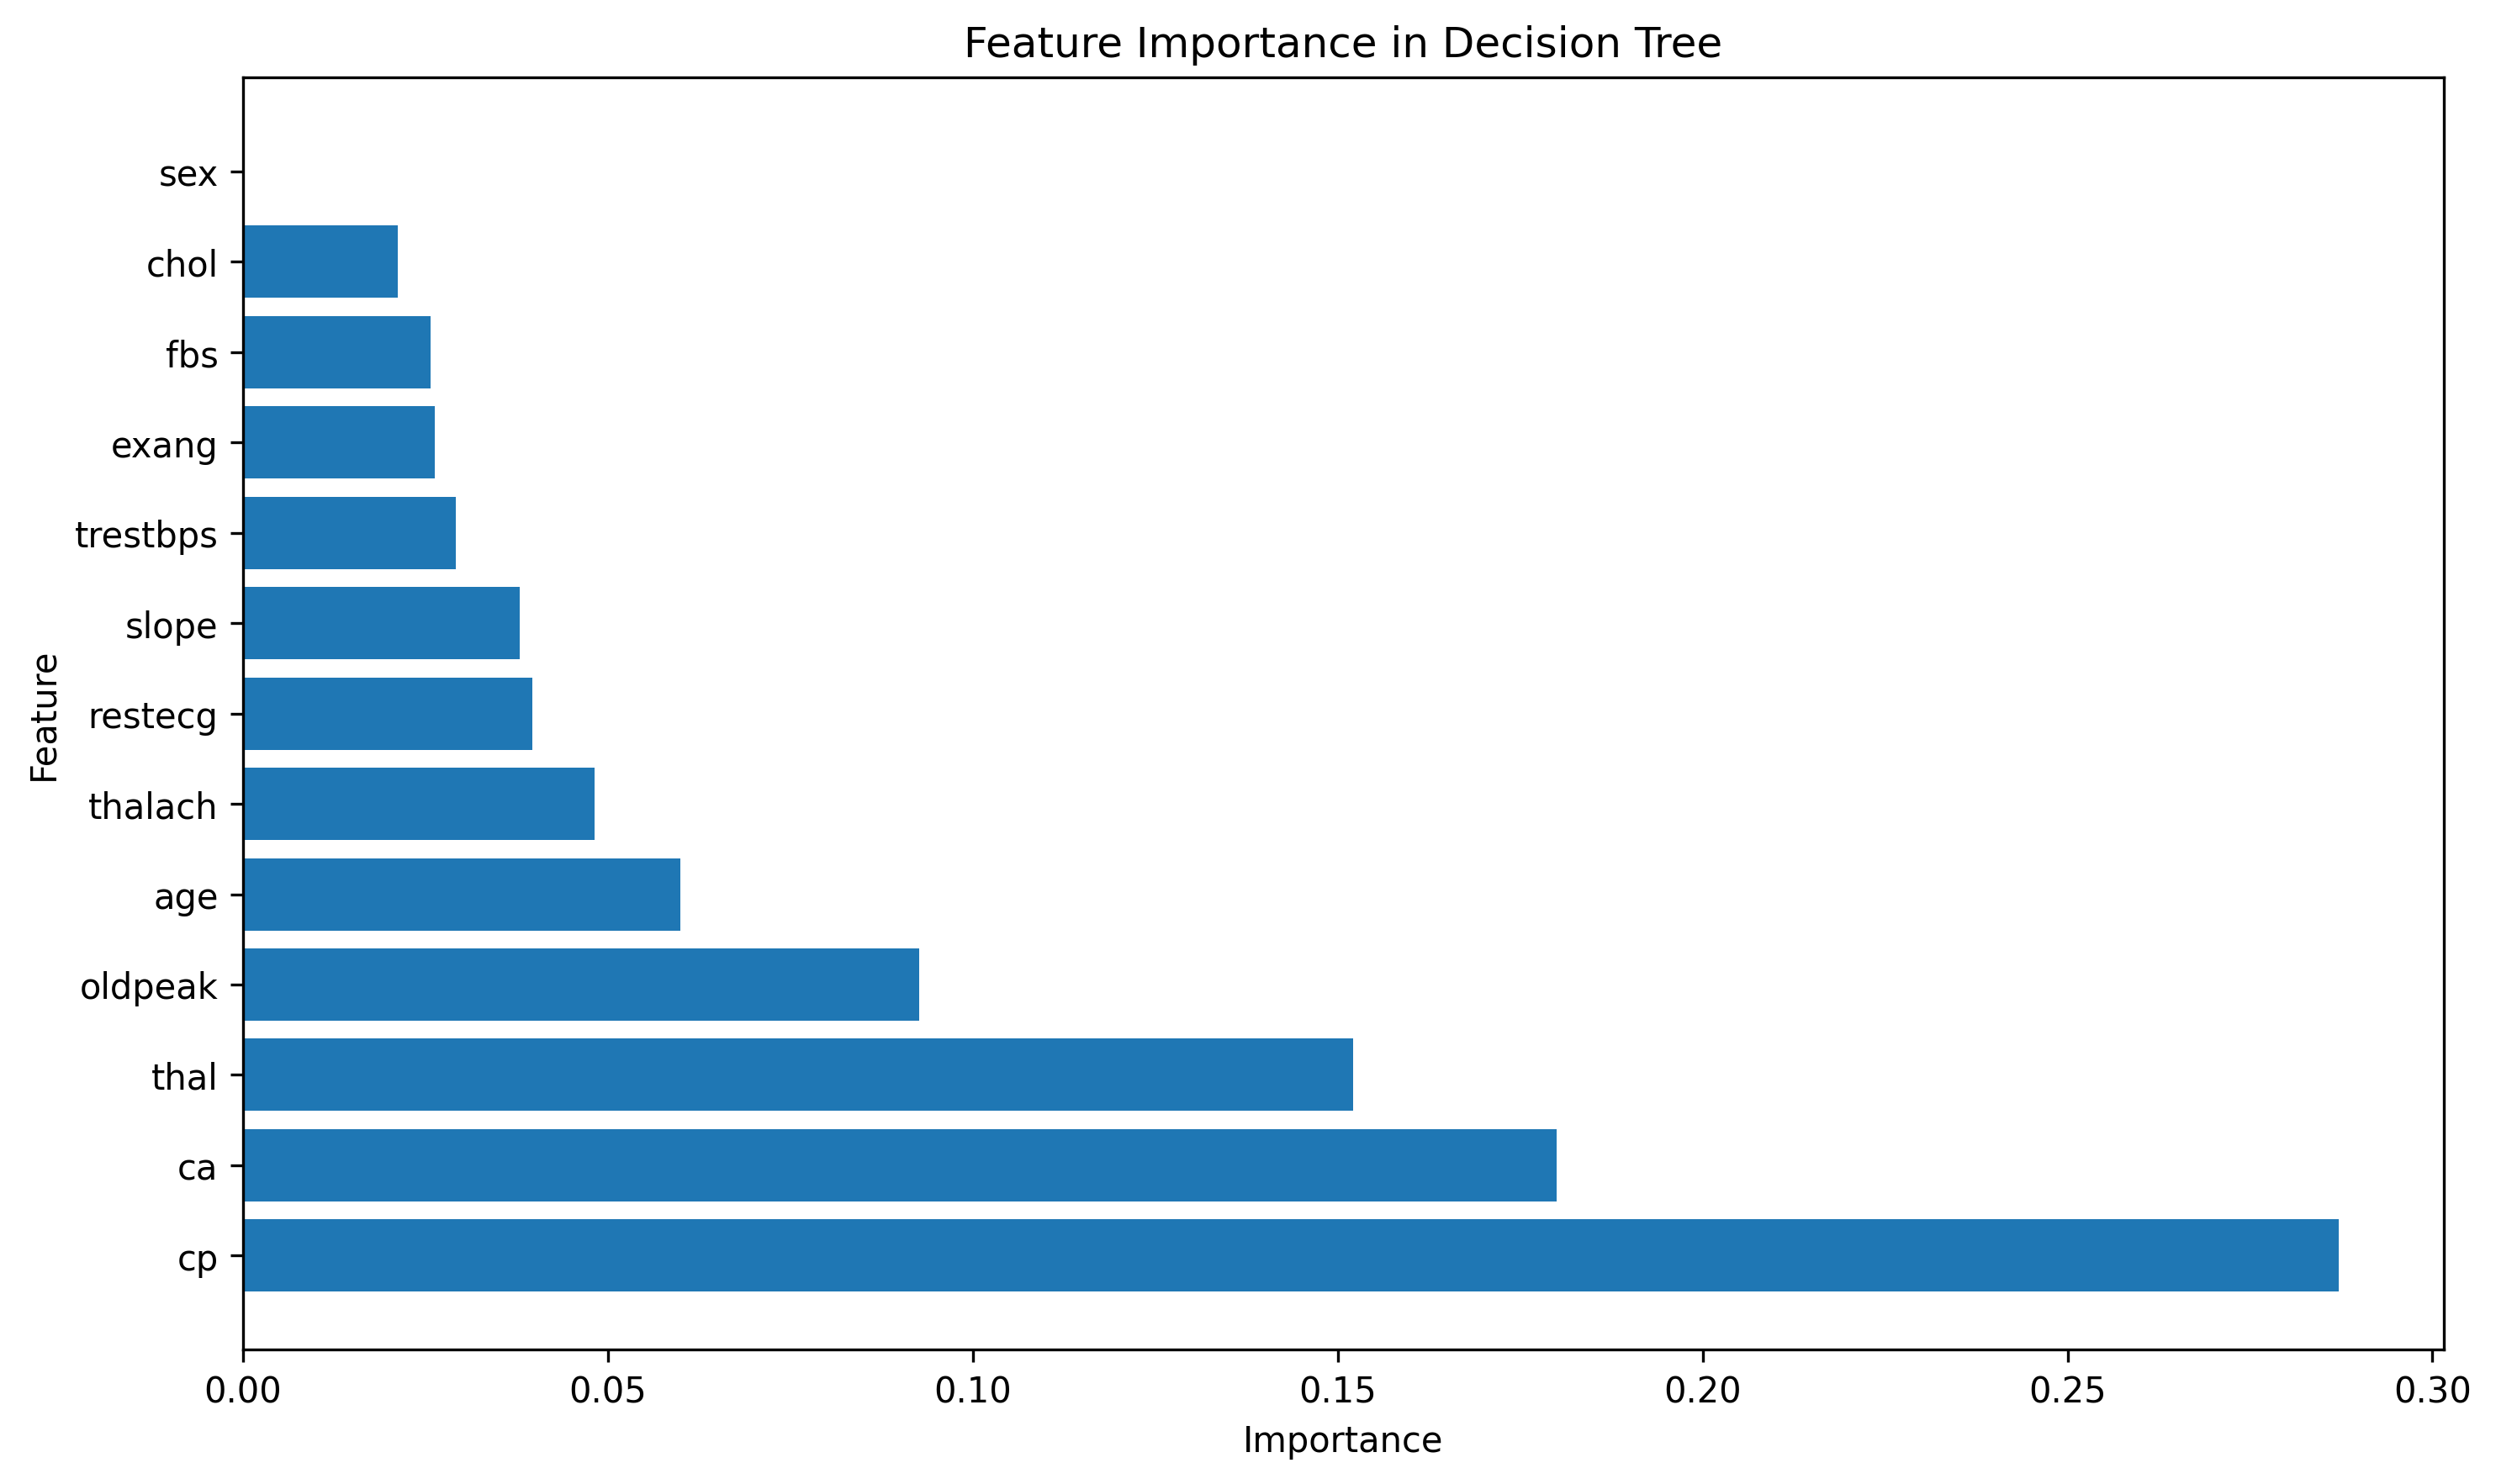 Feature Importance in Decision Tree
sex
chol
fbs
exang
trestbps
slope
restecg
thalach
age
oldpeak
thal
ca
cp
Feature
0.00 0.05 0.10 0.15 0.20 0.25 0.30
Importance